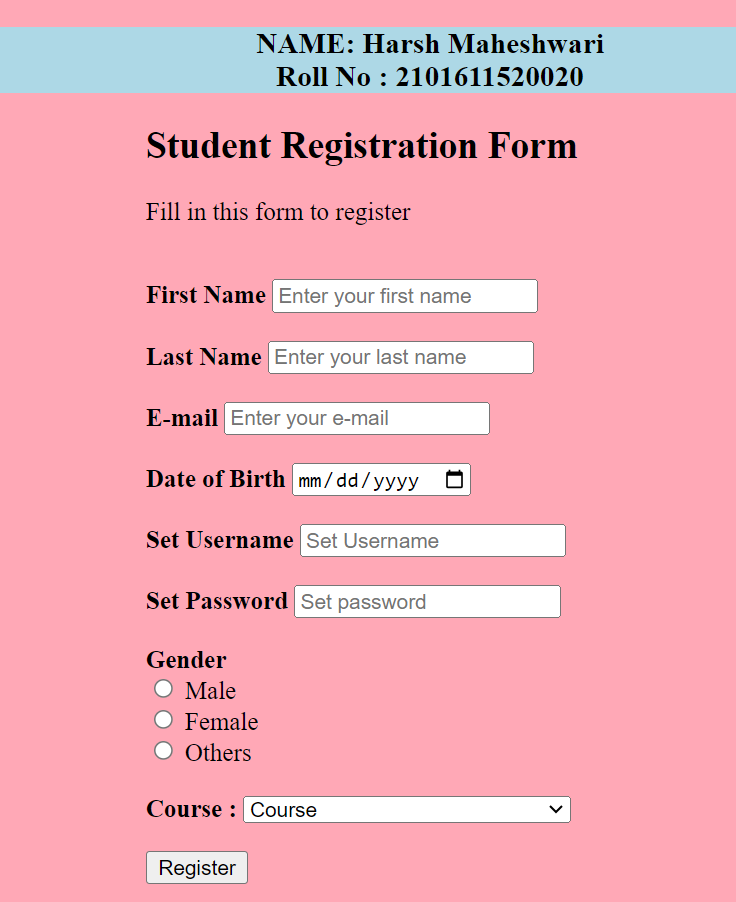 NAME: Harsh Maheshwari
Roll No : 2101611520020
Student Registration Form
Fill in this form to register
First Name Enter your first name
Last Name Enter your last name
E-mail Enter your e-mail
Date of Birth mm/dd/yyyy
Set Username Set Username
Set Password Set password
Gender
Male
Female
Others
Course : Course
Register